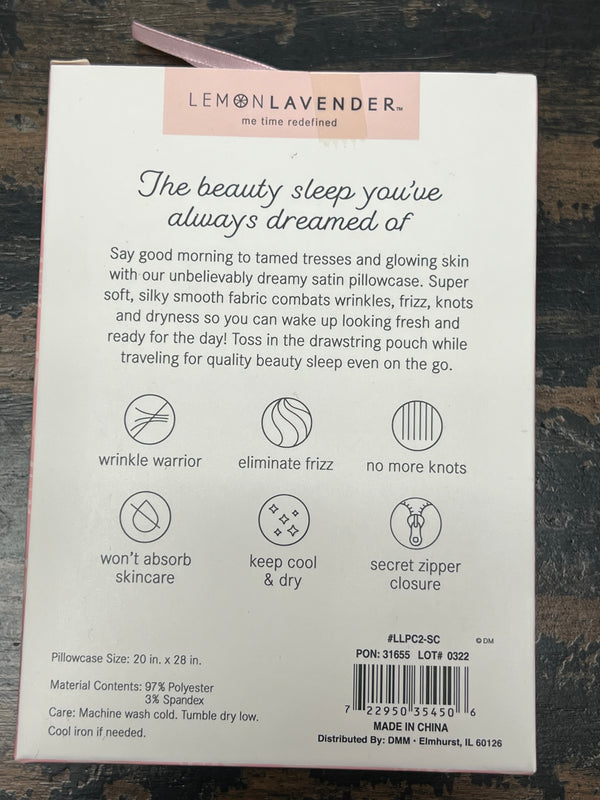 LEMONLAVENDER™
me time redefined
The beauty sleep you've
always dreamed of
Say good morning to tamed tresses and glowing skin
with our unbelievably dreamy satin pillowcase. Super
soft, silky smooth fabric combats wrinkles, frizz, knots
and dryness so you can wake up looking fresh and
ready for the day! Toss in the drawstring pouch while
traveling for quality beauty sleep even on the go.
wrinkle warrior
eliminate frizz
no more knots
won't absorb
skincare
keep cool
& dry
secret zipper
closure
Pillowcase Size: 20 in. x 28 in.
Material Contents: 97% Polyester
3% Spandex
Care: Machine wash cold. Tumble dry low.
Cool iron if needed.
#LLPC2-SC
© DM
PON: 31655 LOT# 0322
7 22950 35450 6
MADE IN CHINA
Distributed By: DMM · Elmhurst, IL 60126